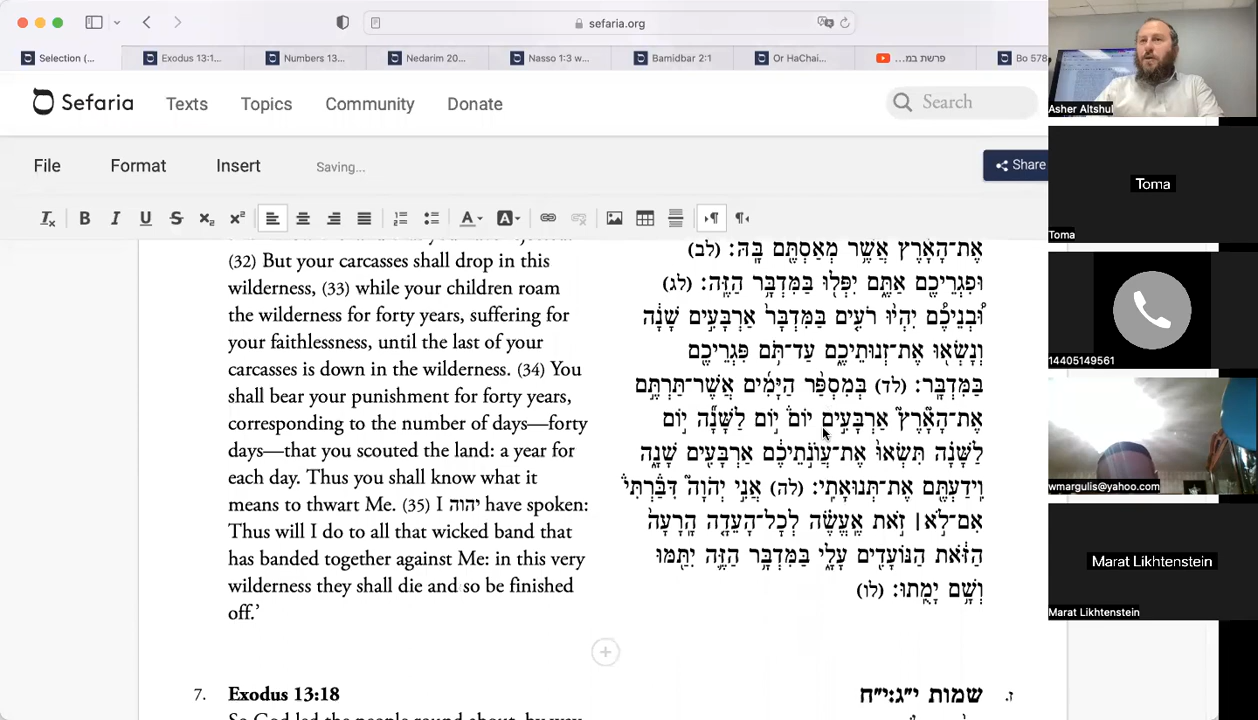 sefaria.org
Selection (...
Exodus 13:1...
Numbers 13...
Nedarim 20...
Nasso 1:3 w...
Bamidbar 2:1
Or HaChai...
פרשת במ...
Bo 578
Sefaria
Texts
Topics
Community
Donate
Search
File
Format
Insert
Saving...
Share
(32) But your carcasses shall drop in this
wilderness, (33) while your children roam
the wilderness for forty years, suffering for
your faithlessness, until the last of your
carcasses is down in the wilderness. (34) You
shall bear your punishment for forty years,
corresponding to the number of days—forty
days—that you scouted the land: a year for
each day. Thus you shall know what it
means to thwart Me. (35) I יהוה have spoken:
Thus will I do to all that wicked band that
has banded together against Me: in this very
wilderness they shall die and so be finished
off.’
אֶת־הָאָ֔רֶץ אֲשֶׁ֥ר מְאַסְתֶּ֖ם בָּֽהּ׃ (לב)
וּפִגְרֵיכֶ֖ם אַתֶּ֑ם יִפְּל֖וּ בַּמִּדְבָּ֥ר הַזֶּֽה׃ (לג)
וּ֠בְנֵיכֶ֠ם יִהְי֨וּ רֹעִ֤ים בַּמִּדְבָּר֙ אַרְבָּעִ֣ים שָׁנָ֔ה
וְנָשְׂא֖וּ אֶת־זְנוּתֵיכֶ֑ם עַד־תֹּ֥ם פִּגְרֵיכֶ֖ם
בַּמִּדְבָּֽר׃ (לד) בְּמִסְפַּ֨ר הַיָּמִ֜ים אֲשֶׁר־תַּרְתֶּ֣ם
אֶת־הָאָ֘רֶץ֮ אַרְבָּעִ֣ים יוֹם֒ י֣וֹם לַשָּׁנָ֞ה י֣וֹם
לַשָּׁנָ֗ה תִּשְׂאוּ֙ אֶת־עֲוֺנֹ֣תֵיכֶ֔ם אַרְבָּעִ֖ים שָׁנָ֑ה
וִֽידַעְתֶּ֖ם אֶת־תְּנוּאָתִֽי׃ (לה) אֲנִ֣י יְהֹוָה֮ דִּבַּ֒רְתִּי֒
אִם־לֹ֣א ׀ זֹ֣את אֶֽעֱשֶׂ֗ה לְכׇל־הָעֵדָ֤ה הָֽרָעָה֙
הַזֹּ֔את הַנּוֹעָדִ֖ים עָלָ֑י בַּמִּדְבָּ֥ר הַזֶּ֛ה יִתַּ֖מּוּ
וְשָׁ֥ם יָמֻֽתוּ׃ (לו)
7. Exodus 13:18
שמות י״ג:י״ח ז.
So God led the people round about, by way
Asher Altshul
Toma
Toma
14405149561
wmargulis@yahoo.com
Marat Likhtenstein
Marat Likhtenstein